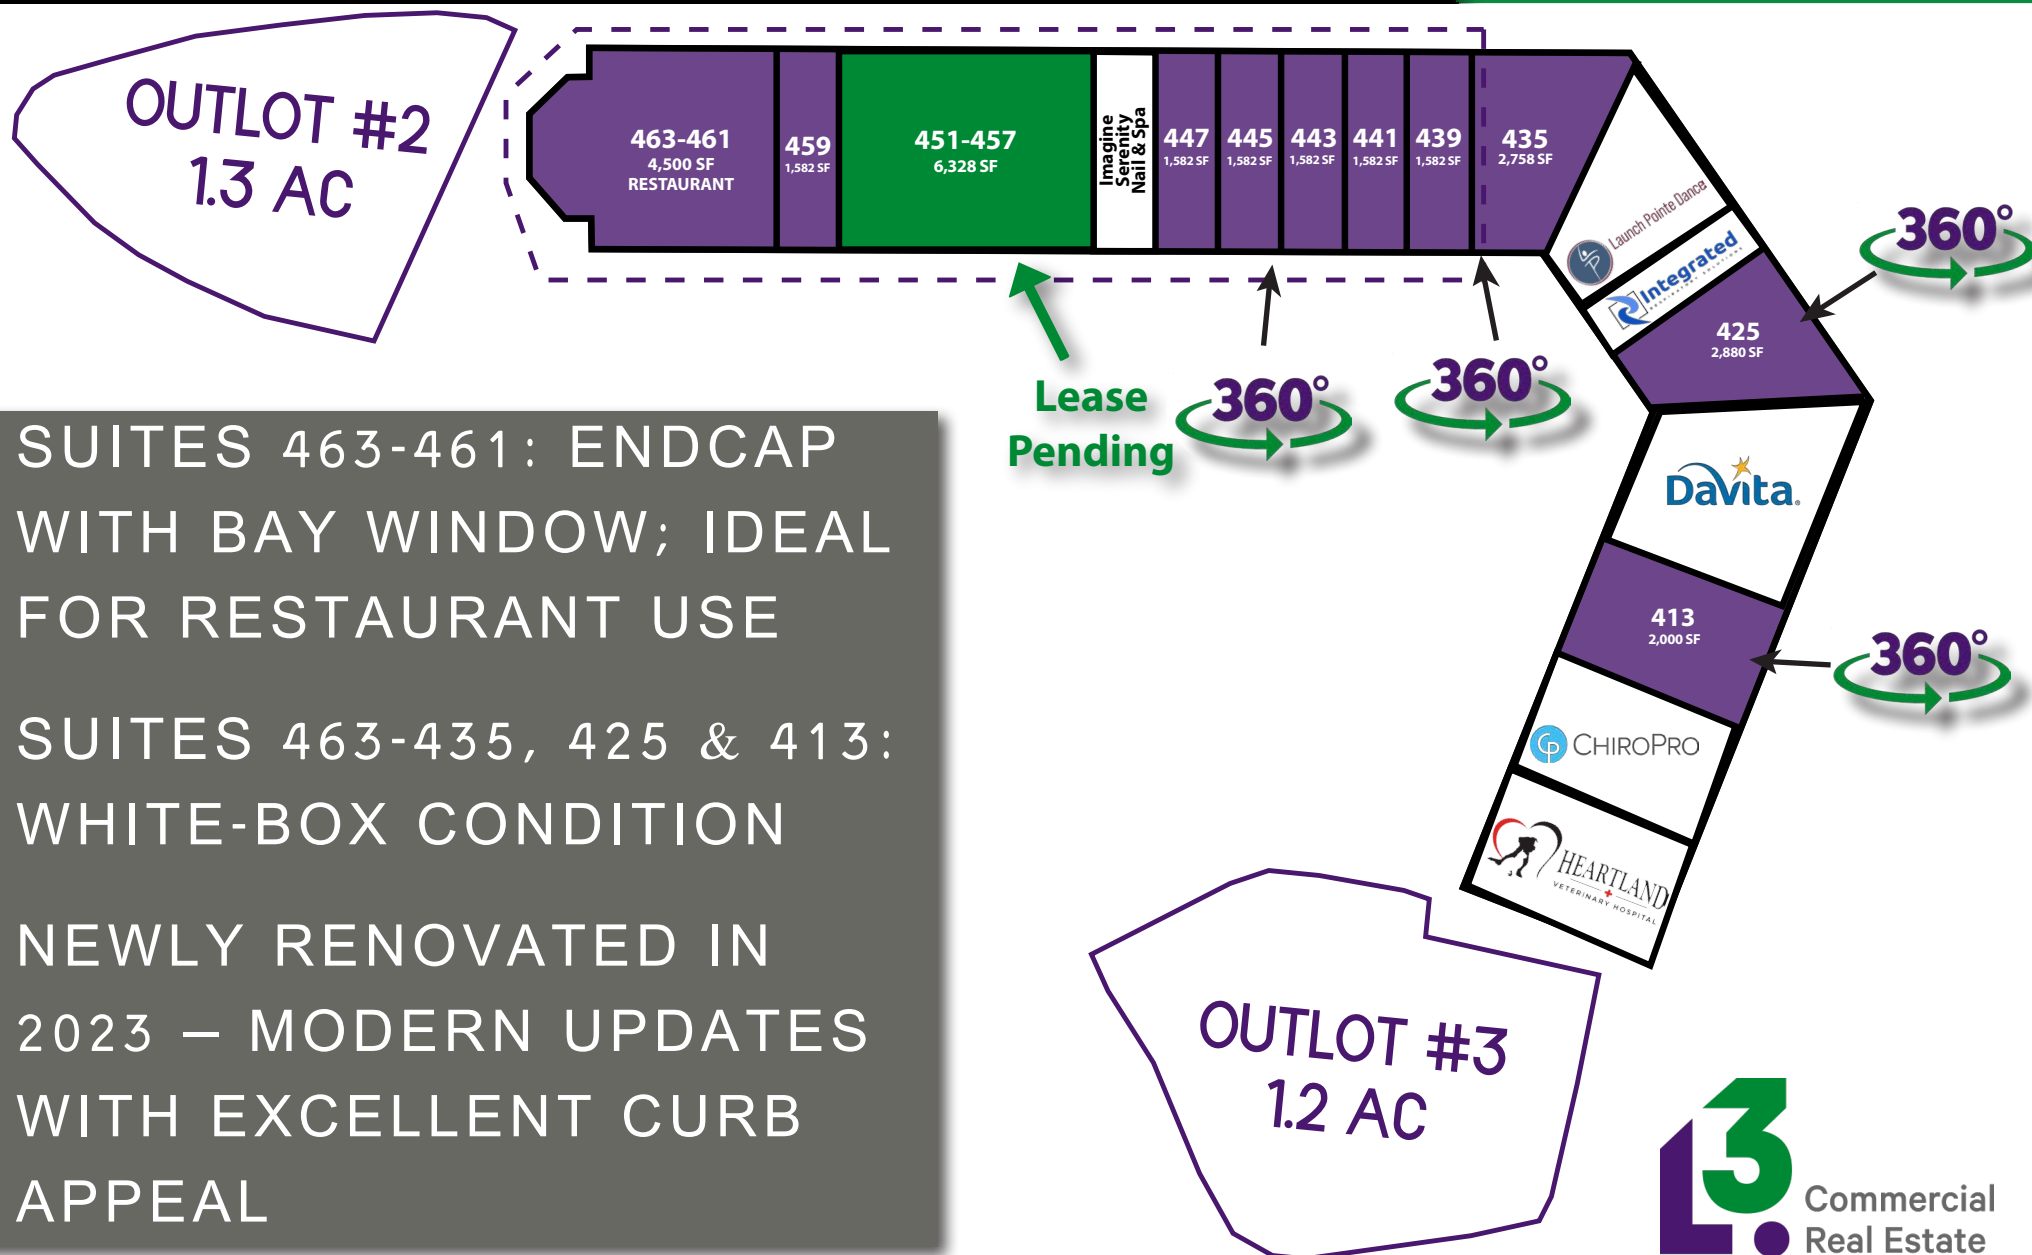 OUTLOT #2
1.3 AC
463-461
4,500 SF
RESTAURANT
459
1,582 SF
451-457
6,328 SF
Imagine
Serenity
Nail & Spa
447
1,582 SF
445
1,582 SF
443
1,582 SF
441
1,582 SF
439
1,582 SF
435
2,758 SF
Launch Pointe Dance
Integrated
425
2,880 SF
360°
Lease
Pending
360°
360°
DaVita.
413
2,000 SF
360°
CHIROPRO
HEARTLAND
VETERINARY HOSPITAL
SUITES 463-461: ENDCAP
WITH BAY WINDOW; IDEAL
FOR RESTAURANT USE
SUITES 463-435, 425 & 413:
WHITE-BOX CONDITION
NEWLY RENOVATED IN
2023 – MODERN UPDATES
WITH EXCELLENT CURB
APPEAL
OUTLOT #3
1.2 AC
L3
Commercial
Real Estate